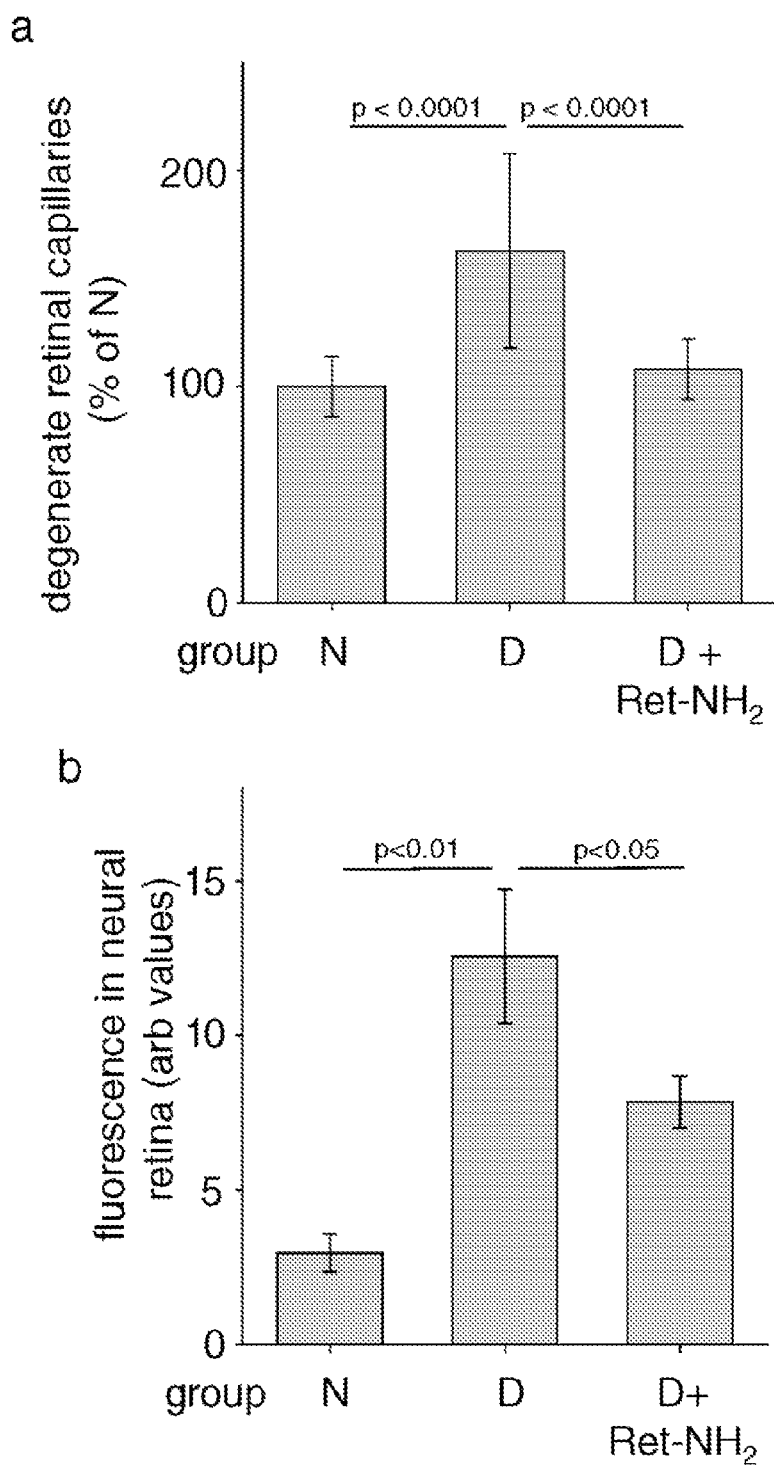 a
degenerate retinal capillaries
(% of N)
p < 0.0001 p < 0.0001
200
100
0
group N D D +
Ret-NH₂
b
fluorescence in neural
retina (arb values)
p<0.01 p<0.05
15
10
5
0
group N D D+
Ret-NH₂